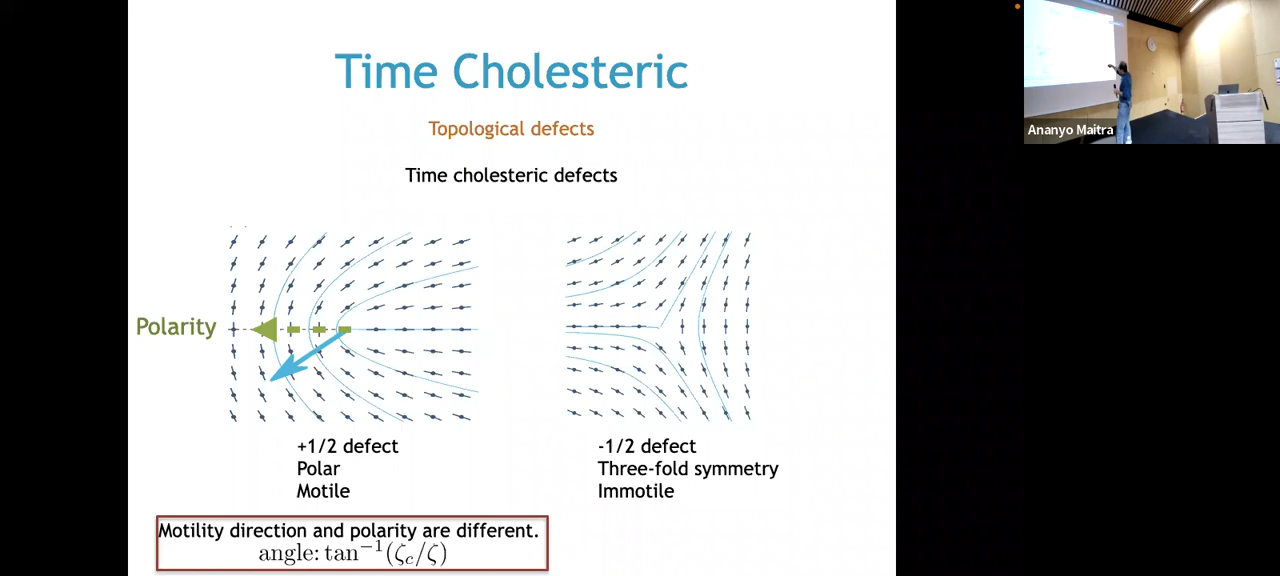 Time Cholesteric
Topological defects
Time cholesteric defects
Polarity
+1/2 defect
Polar
Motile
-1/2 defect
Three-fold symmetry
Immotile
Motility direction and polarity are different.
angle: tan⁻¹(ζ_c/ζ)
Ananyo Maitra